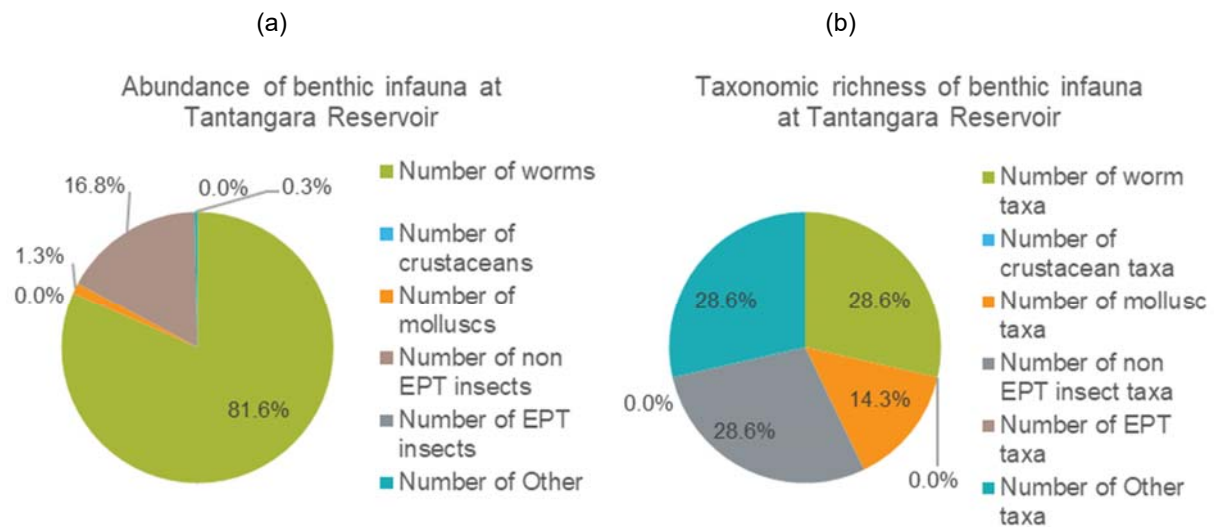 (a)
Abundance of benthic infauna at
Tantangara Reservoir
16.8%
0.0%
0.3%
1.3%
0.0%
81.6%
Number of worms
Number of
crustaceans
Number of
molluscs
Number of non
EPT insects
Number of EPT
insects
Number of Other
(b)
Taxonomic richness of benthic infauna
at Tantangara Reservoir
28.6%
28.6%
0.0%
28.6%
14.3%
0.0%
Number of worm
taxa
Number of
crustacean taxa
Number of mollusc
taxa
Number of non
EPT insect taxa
Number of EPT
taxa
Number of Other
taxa